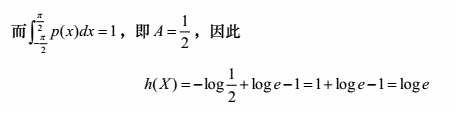 而∫_{-π/2}^{π/2} p(x)dx=1，即 A=1/2，因此
h(X)=-log 1/2+log e-1=1+log e-1=log e